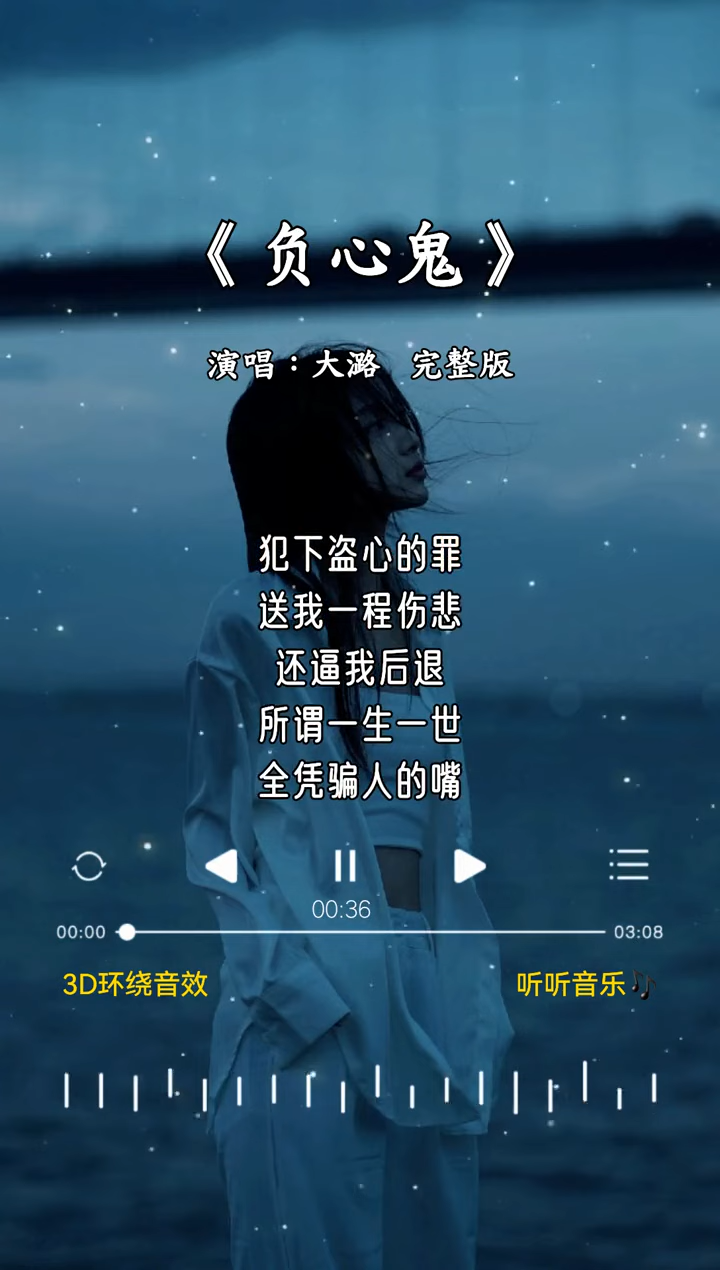 《负心鬼》
演唱：大潞 完整版
犯下盗心的罪
送我一程伤悲
还逼我后退
所谓一生一世
全凭骗人的嘴
00:36
00:00 03:08
3D环绕音效 听听音乐🎶